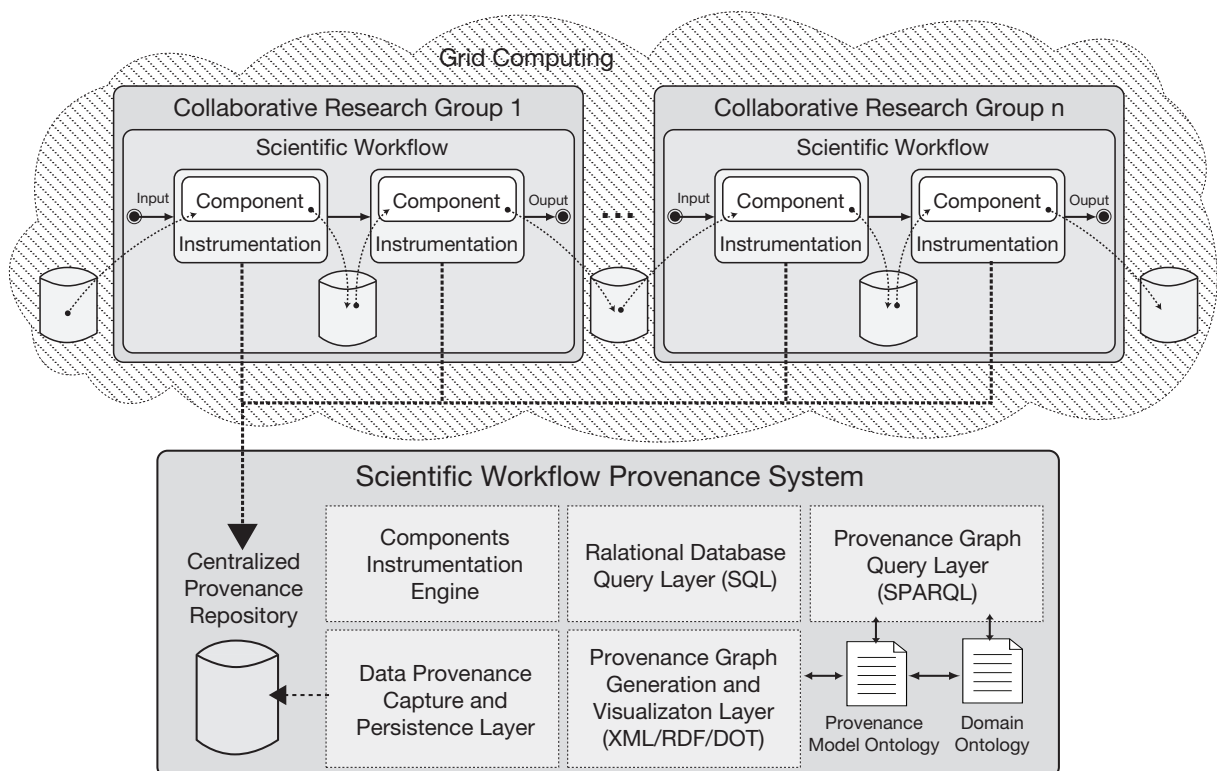 Grid Computing
Collaborative Research Group 1
Scientific Workflow
Input
Component
Instrumentation
Component
Instrumentation
Ouput
...
Collaborative Research Group n
Scientific Workflow
Input
Component
Instrumentation
Component
Instrumentation
Ouput
Scientific Workflow Provenance System
Centralized
Provenance
Repository
Components
Instrumentation
Engine
Ralational Database
Query Layer (SQL)
Provenance Graph
Query Layer
(SPARQL)
Data Provenance
Capture and
Persistence Layer
Provenance Graph
Generation and
Visualizaton Layer
(XML/RDF/DOT)
Provenance
Model Ontology
Domain
Ontology